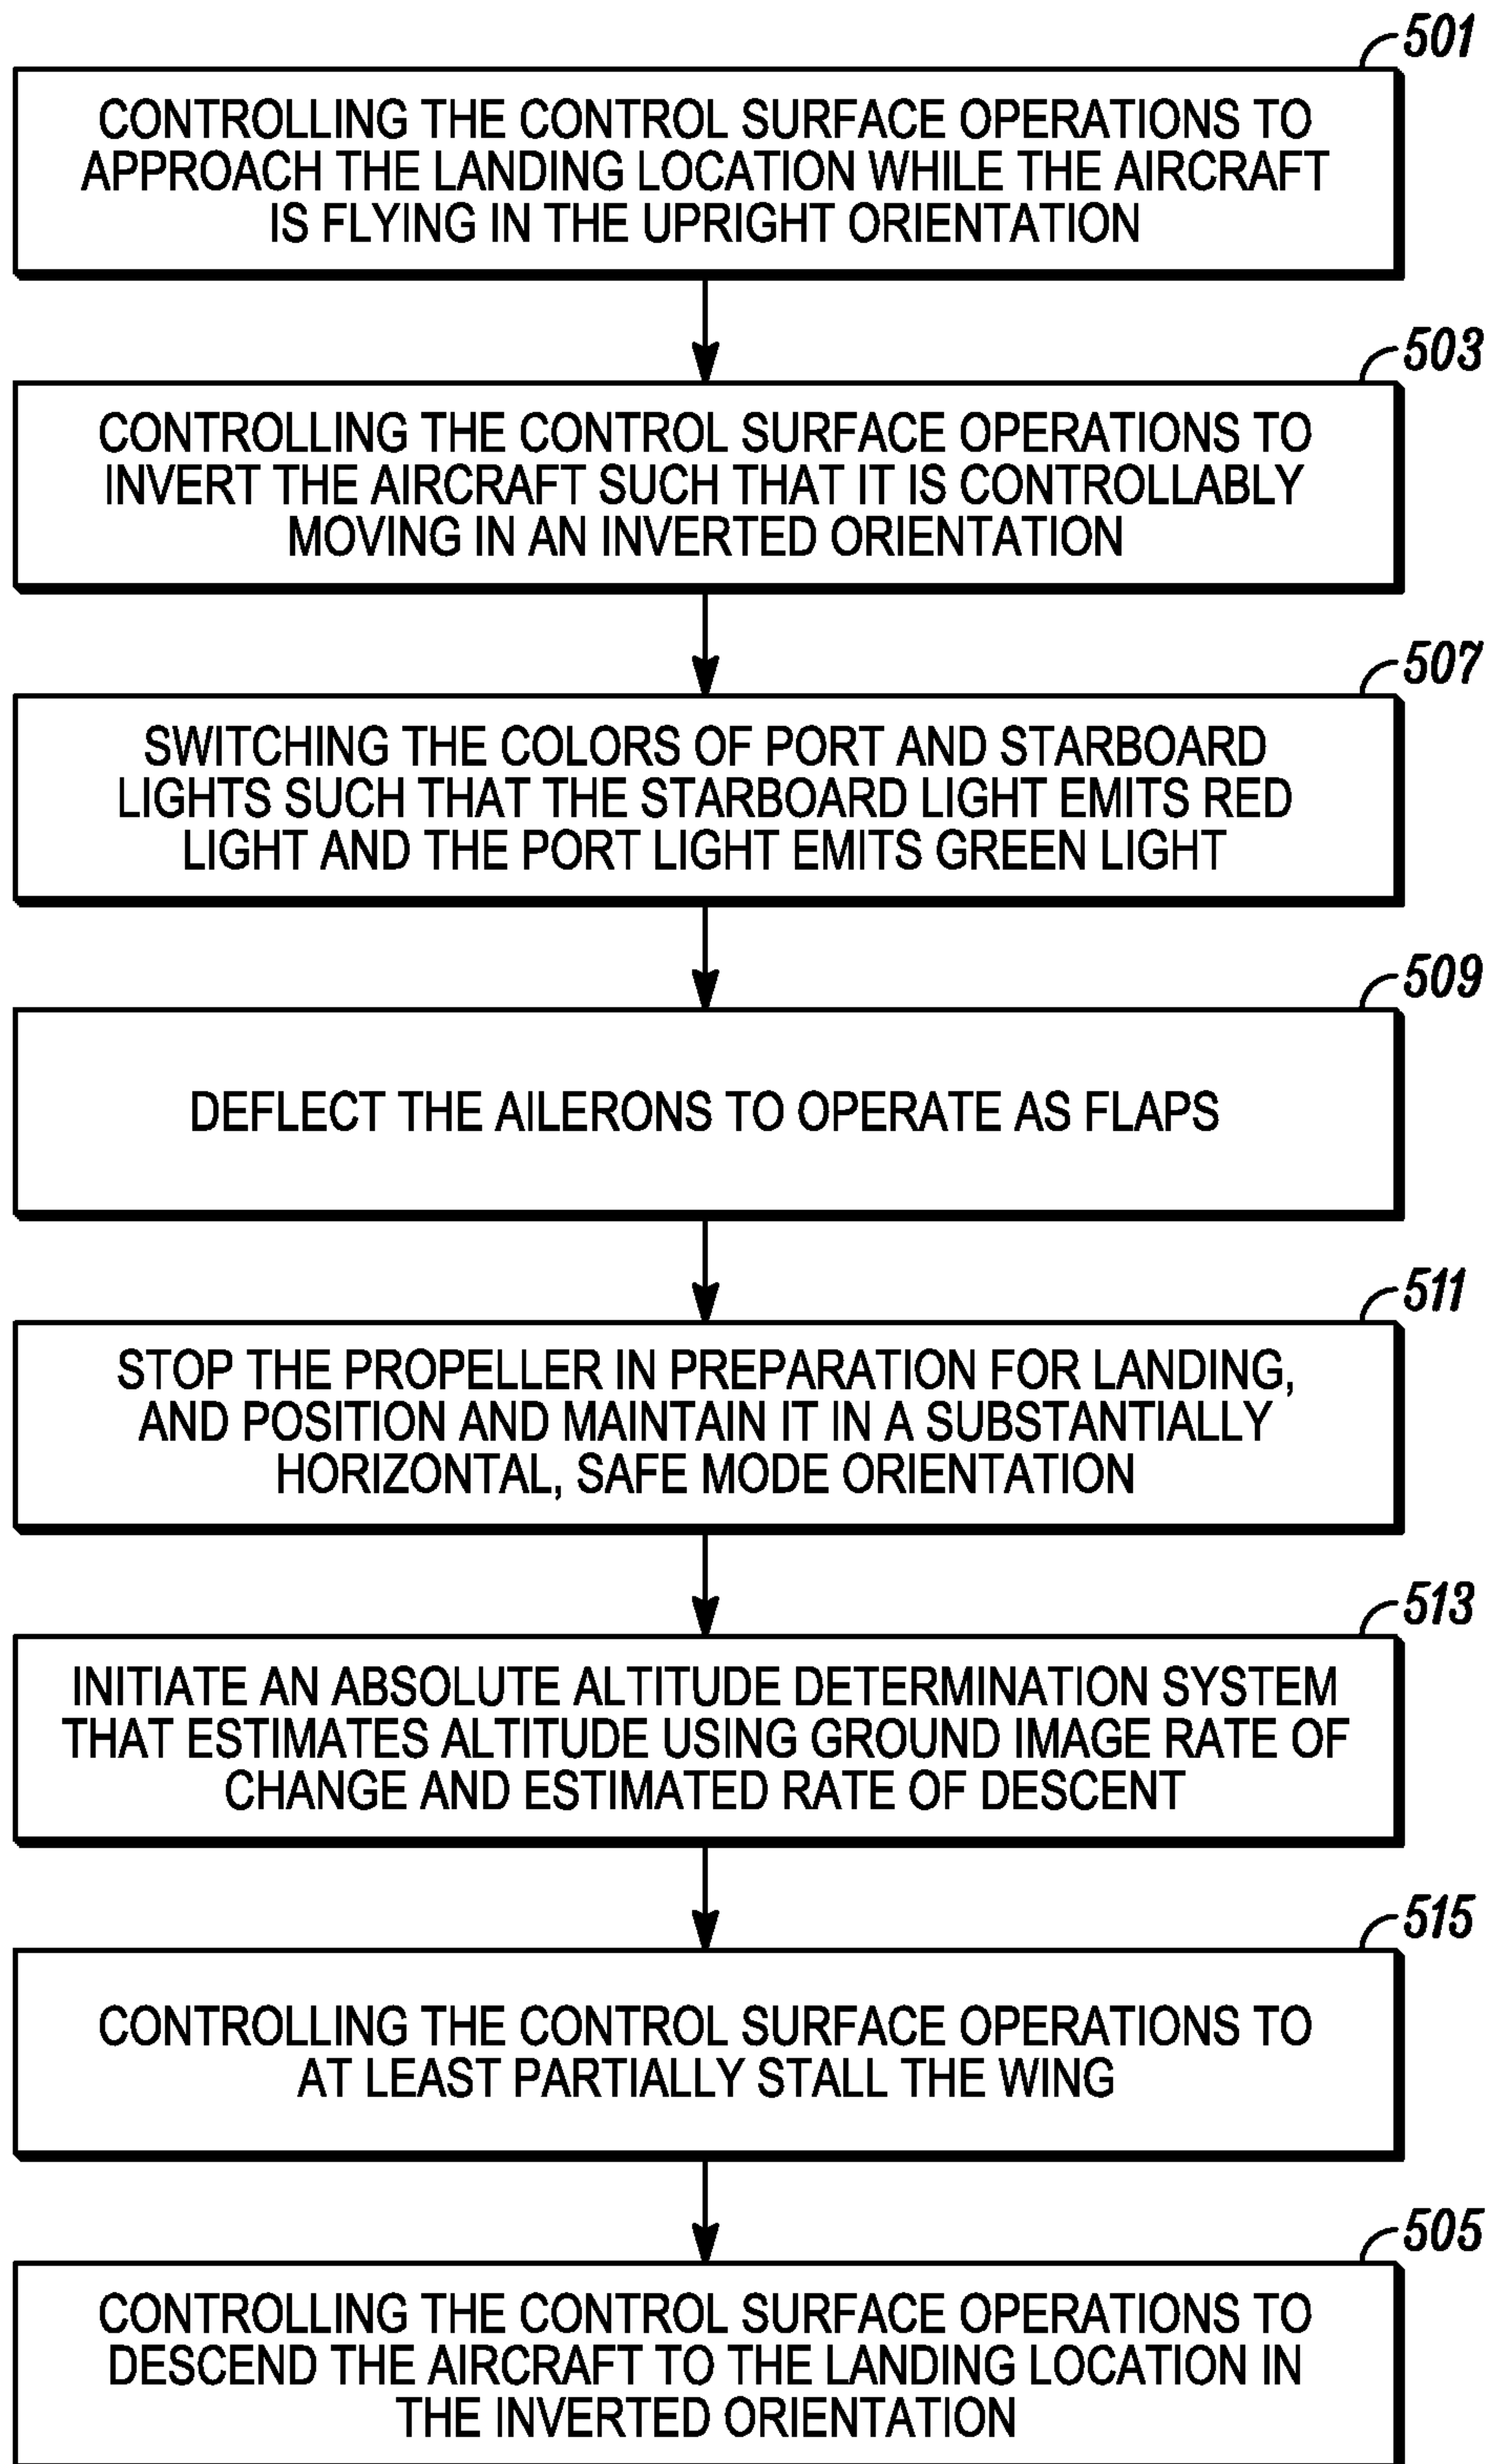 501
CONTROLLING THE CONTROL SURFACE OPERATIONS TO
APPROACH THE LANDING LOCATION WHILE THE AIRCRAFT
IS FLYING IN THE UPRIGHT ORIENTATION
503
CONTROLLING THE CONTROL SURFACE OPERATIONS TO
INVERT THE AIRCRAFT SUCH THAT IT IS CONTROLLABLY
MOVING IN AN INVERTED ORIENTATION
507
SWITCHING THE COLORS OF PORT AND STARBOARD
LIGHTS SUCH THAT THE STARBOARD LIGHT EMITS RED
LIGHT AND THE PORT LIGHT EMITS GREEN LIGHT
509
DEFLECT THE AILERONS TO OPERATE AS FLAPS
511
STOP THE PROPELLER IN PREPARATION FOR LANDING,
AND POSITION AND MAINTAIN IT IN A SUBSTANTIALLY
HORIZONTAL, SAFE MODE ORIENTATION
513
INITIATE AN ABSOLUTE ALTITUDE DETERMINATION SYSTEM
THAT ESTIMATES ALTITUDE USING GROUND IMAGE RATE OF
CHANGE AND ESTIMATED RATE OF DESCENT
515
CONTROLLING THE CONTROL SURFACE OPERATIONS TO
AT LEAST PARTIALLY STALL THE WING
505
CONTROLLING THE CONTROL SURFACE OPERATIONS TO
DESCEND THE AIRCRAFT TO THE LANDING LOCATION IN
THE INVERTED ORIENTATION